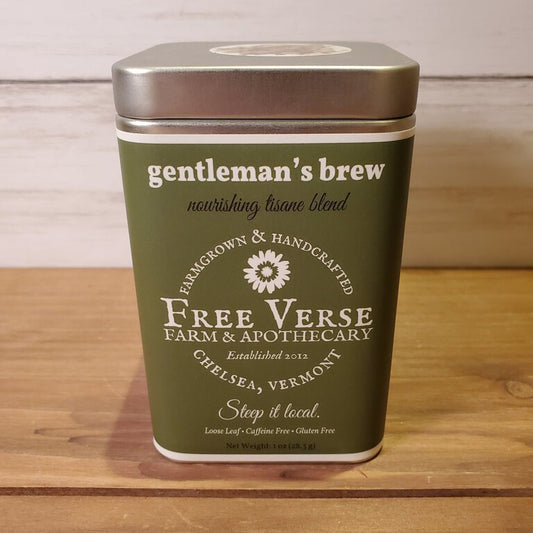 gentleman's brew
nourishing tisane blend
FARMGROWN & HANDCRAFTED
FREE VERSE
FARM & APOTHECARY
Established 2012
CHELSEA, VERMONT
Steep it local.
Loose Leaf • Caffeine Free • Gluten Free
Net Weight: 1 oz (28.3 g)